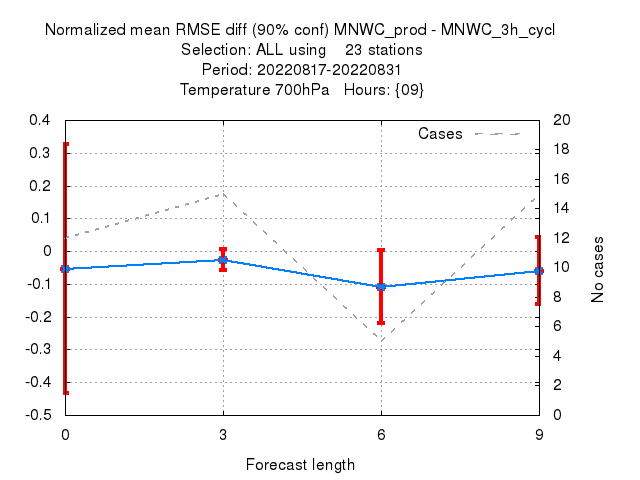 Normalized mean RMSE diff (90% conf) MNWC_prod - MNWC_3h_cycl
Selection: ALL using 23 stations
Period: 20220817-20220831
Temperature 700hPa Hours: {09}
Cases
0.4
0.3
0.2
0.1
0
-0.1
-0.2
-0.3
-0.4
-0.5
20
18
16
14
12
10
8
6
4
2
0
No cases
0 3 6 9
Forecast length